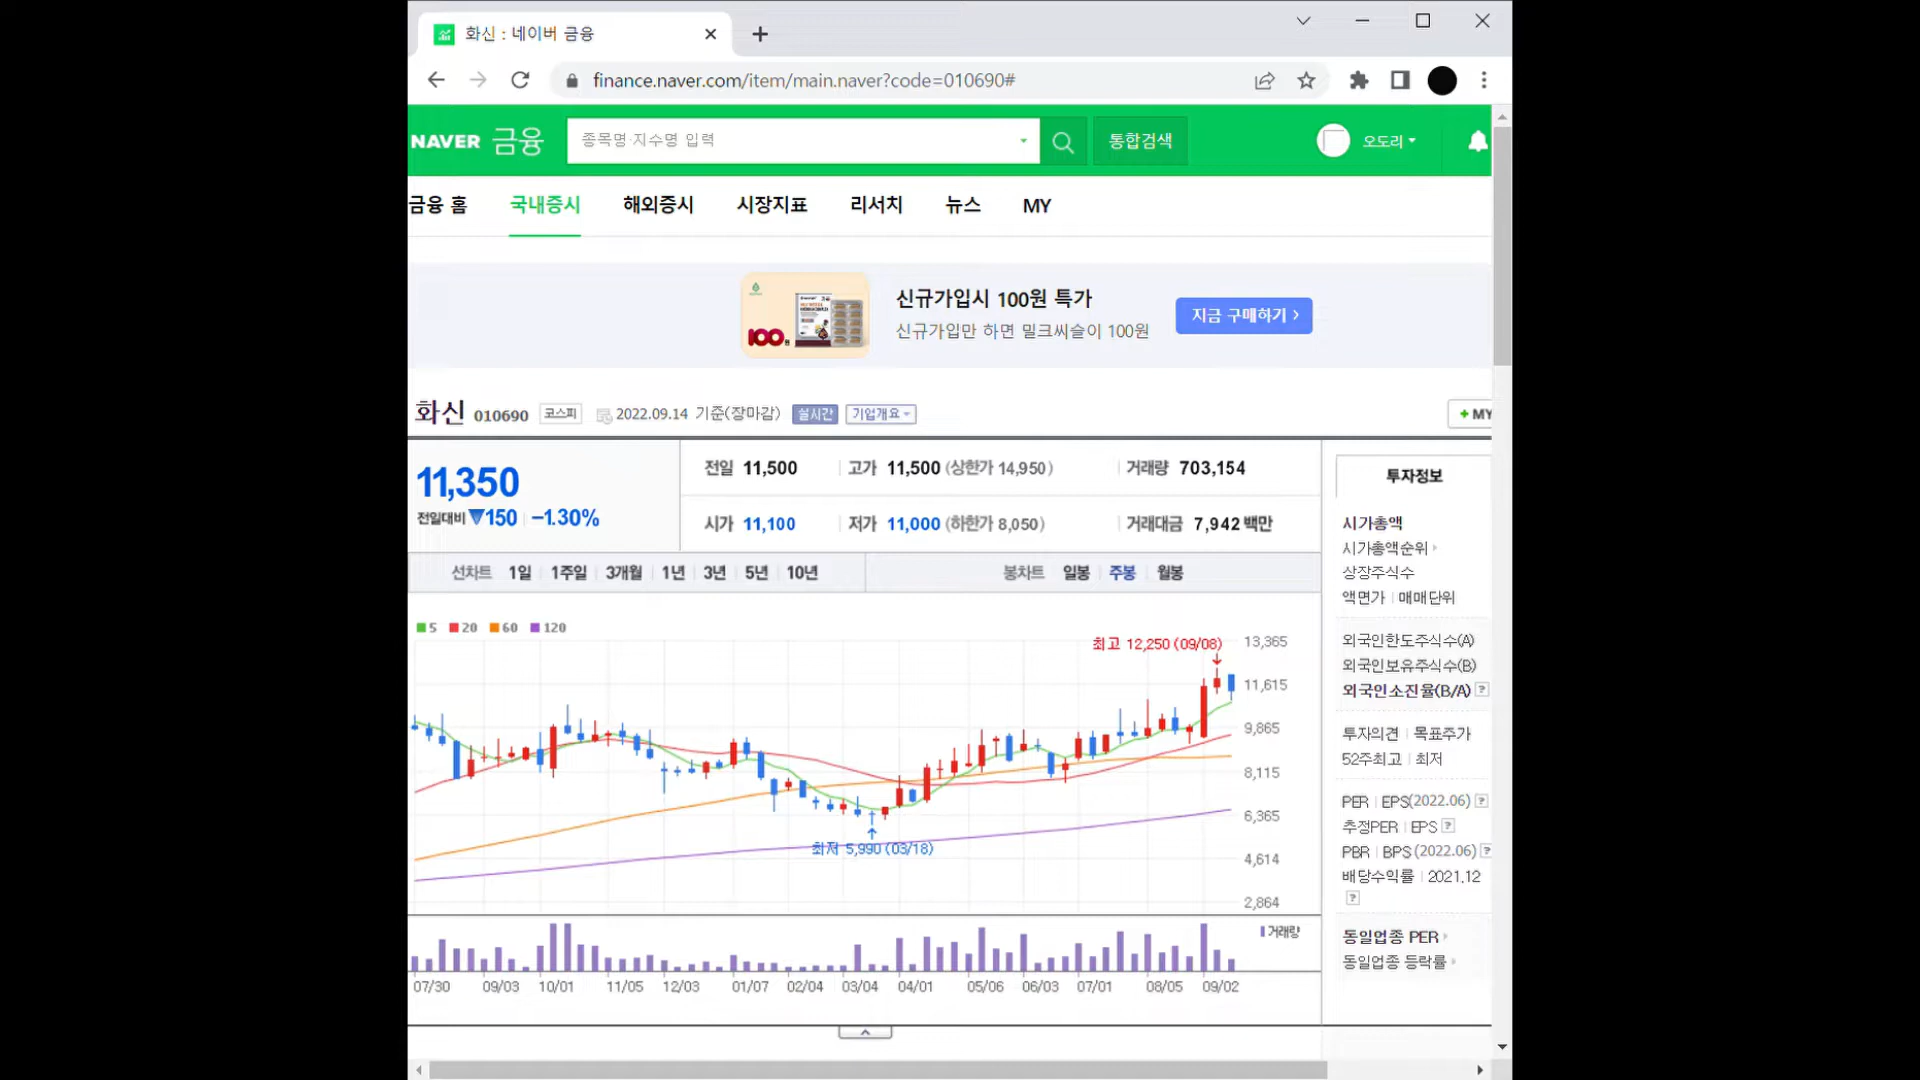 화신 : 네이버 금융
finance.naver.com/item/main.naver?code=010690#
NAVER 금융 종목명·지수명 입력 통합검색 오도리
금융 홈 국내증시 해외증시 시장지표 리서치 뉴스 MY
신규가입시 100원 특가
신규가입만 하면 밀크씨슬이 100원
지금 구매하기 ›
100원
화신 010690 코스피 2022.09.14 기준(장마감) 실시간 기업개요 + MY
11,350
전일대비 ▼150 -1.30%
전일 11,500 고가 11,500 (상한가 14,950) 거래량 703,154
시가 11,100 저가 11,000 (하한가 8,050) 거래대금 7,942 백만
선차트 1일 1주일 3개월 1년 3년 5년 10년 봉차트 일봉 주봉 월봉
5 20 60 120
최고 12,250 (09/08)
최저 5,990 (03/18)
13,365
11,615
9,865
8,115
6,365
4,614
2,864
거래량
07/30 09/03 10/01 11/05 12/03 01/07 02/04 03/04 04/01 05/06 06/03 07/01 08/05 09/02
투자정보
시가총액
시가총액순위
상장주식수
액면가 | 매매단위
외국인한도주식수(A)
외국인보유주식수(B)
외국인소진율(B/A) ?
투자의견 | 목표주가
52주최고 | 최저
PER | EPS(2022.06) ?
추정PER | EPS ?
PBR | BPS (2022.06) ?
배당수익률 | 2021.12
?
동일업종 PER
동일업종 등락률